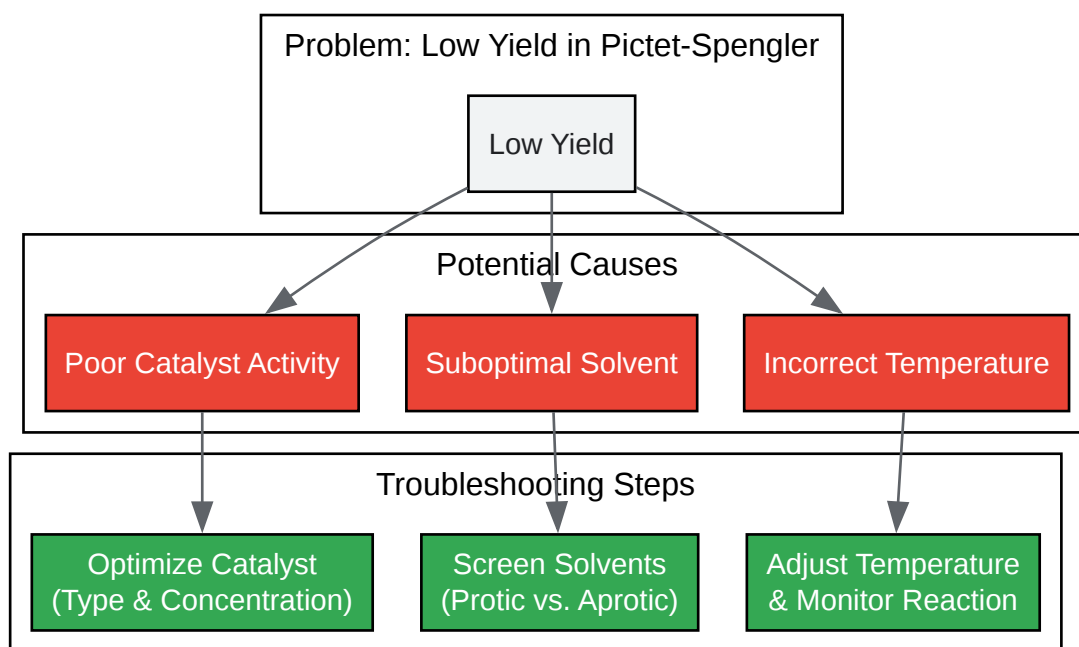 Problem: Low Yield in Pictet-Spengler
Low Yield
Potential Causes
Poor Catalyst Activity
Suboptimal Solvent
Incorrect Temperature
Troubleshooting Steps
Optimize Catalyst
(Type & Concentration)
Screen Solvents
(Protic vs. Aprotic)
Adjust Temperature
& Monitor Reaction